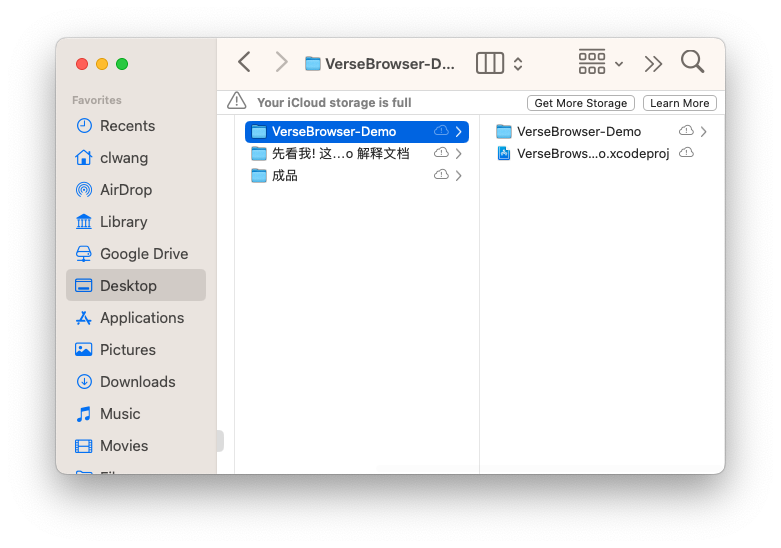 VerseBrowser-D...
Your iCloud storage is full
Get More Storage
Learn More
Favorites
Recents
clwang
AirDrop
Library
Google Drive
Desktop
Applications
Pictures
Downloads
Music
Movies
VerseBrowser-Demo
先看我! 这...o 解释文档
成品
VerseBrowser-Demo
VerseBrows...o.xcodeproj